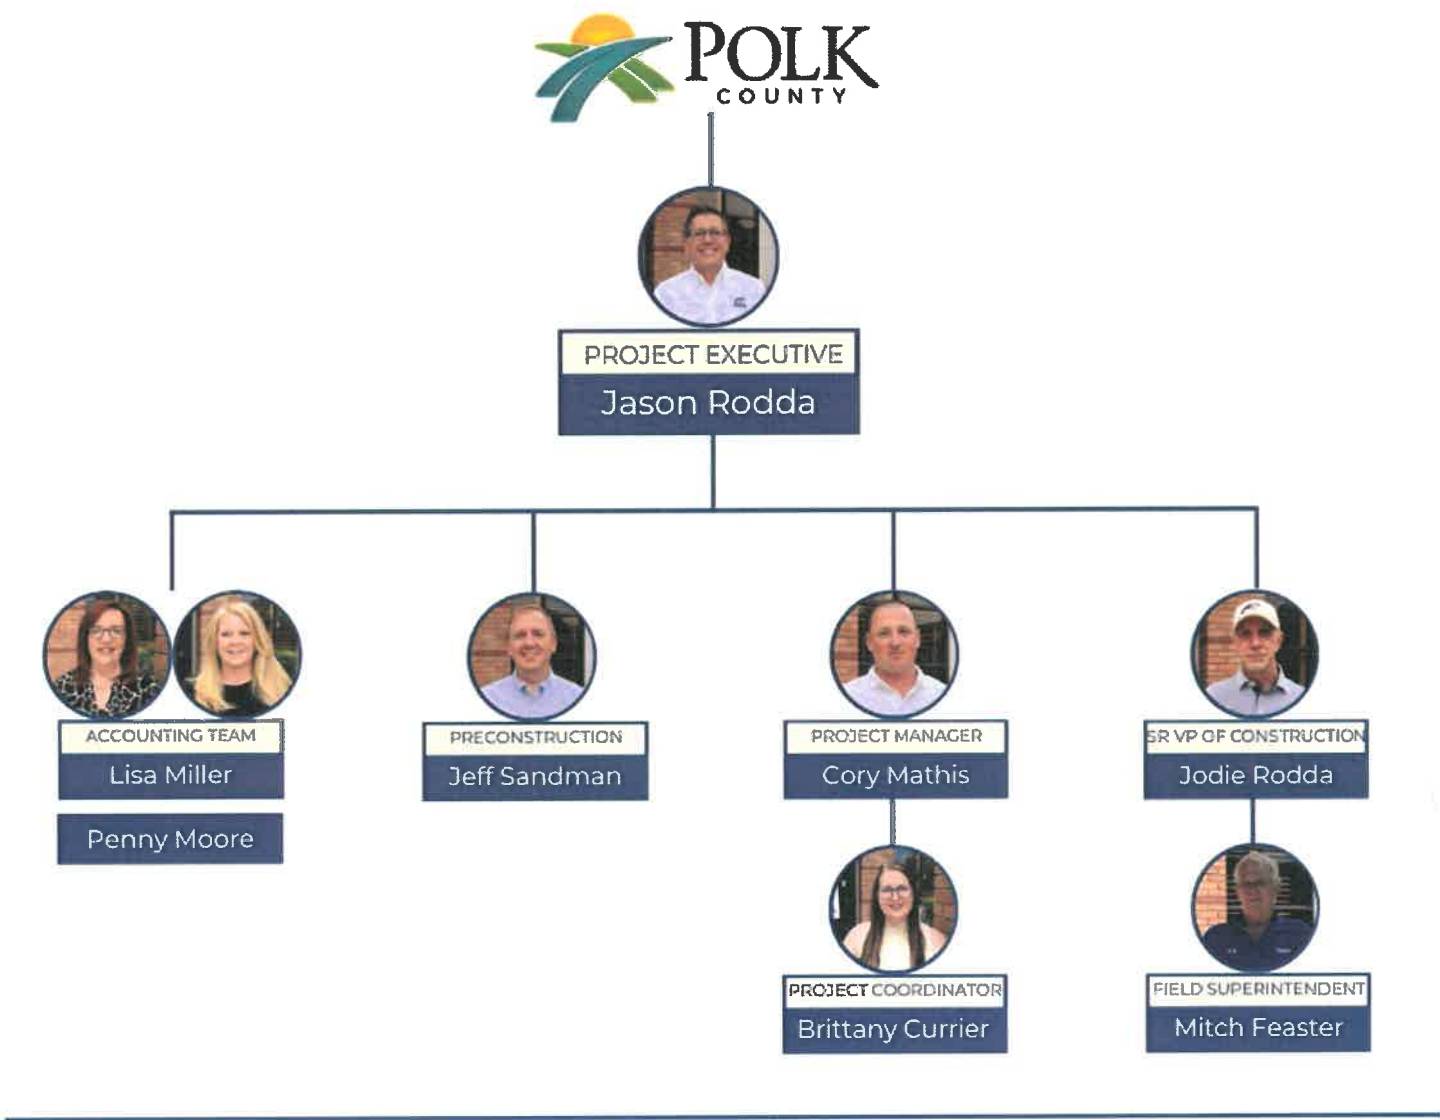 POLK
COUNTY
PROJECT EXECUTIVE
Jason Rodda
ACCOUNTING TEAM
Lisa Miller
Penny Moore
PRECONSTRUCTION
Jeff Sandman
PROJECT MANAGER
Cory Mathis
PROJECT COORDINATOR
Brittany Currier
SR VP OF CONSTRUCTION
Jodie Rodda
FIELD SUPERINTENDENT
Mitch Feaster